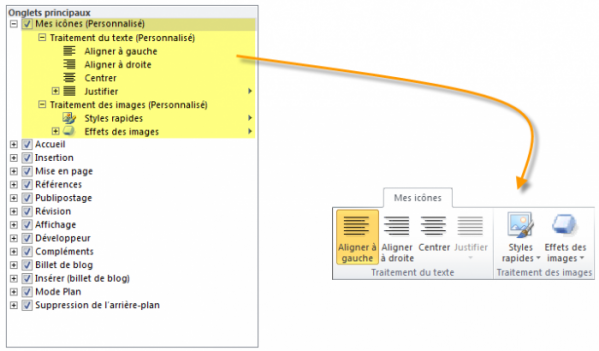 Onglets principaux
Mes icônes (Personnalisé)
Traitement du texte (Personnalisé)
Aligner à gauche
Aligner à droite
Centrer
Justifier
Traitement des images (Personnalisé)
Styles rapides
Effets des images
Accueil
Insertion
Mise en page
Références
Publipostage
Révision
Affichage
Développeur
Compléments
Billet de blog
Insérer (billet de blog)
Mode Plan
Suppression de l'arrière-plan
Mes icônes
Aligner à gauche
Aligner à droite
Centrer
Justifier
Traitement du texte
Styles rapides
Effets des images
Traitement des images